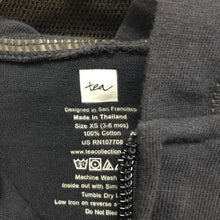 tea
Designed in San Francisco
Made in Thailand
Size XS (3-6 mos)
100% Cotton
US RN107708
www.teacollection
Machine Wash
Inside out with Sim
Tumble Dry L
Low Iron on reverse s
Do Not Blea